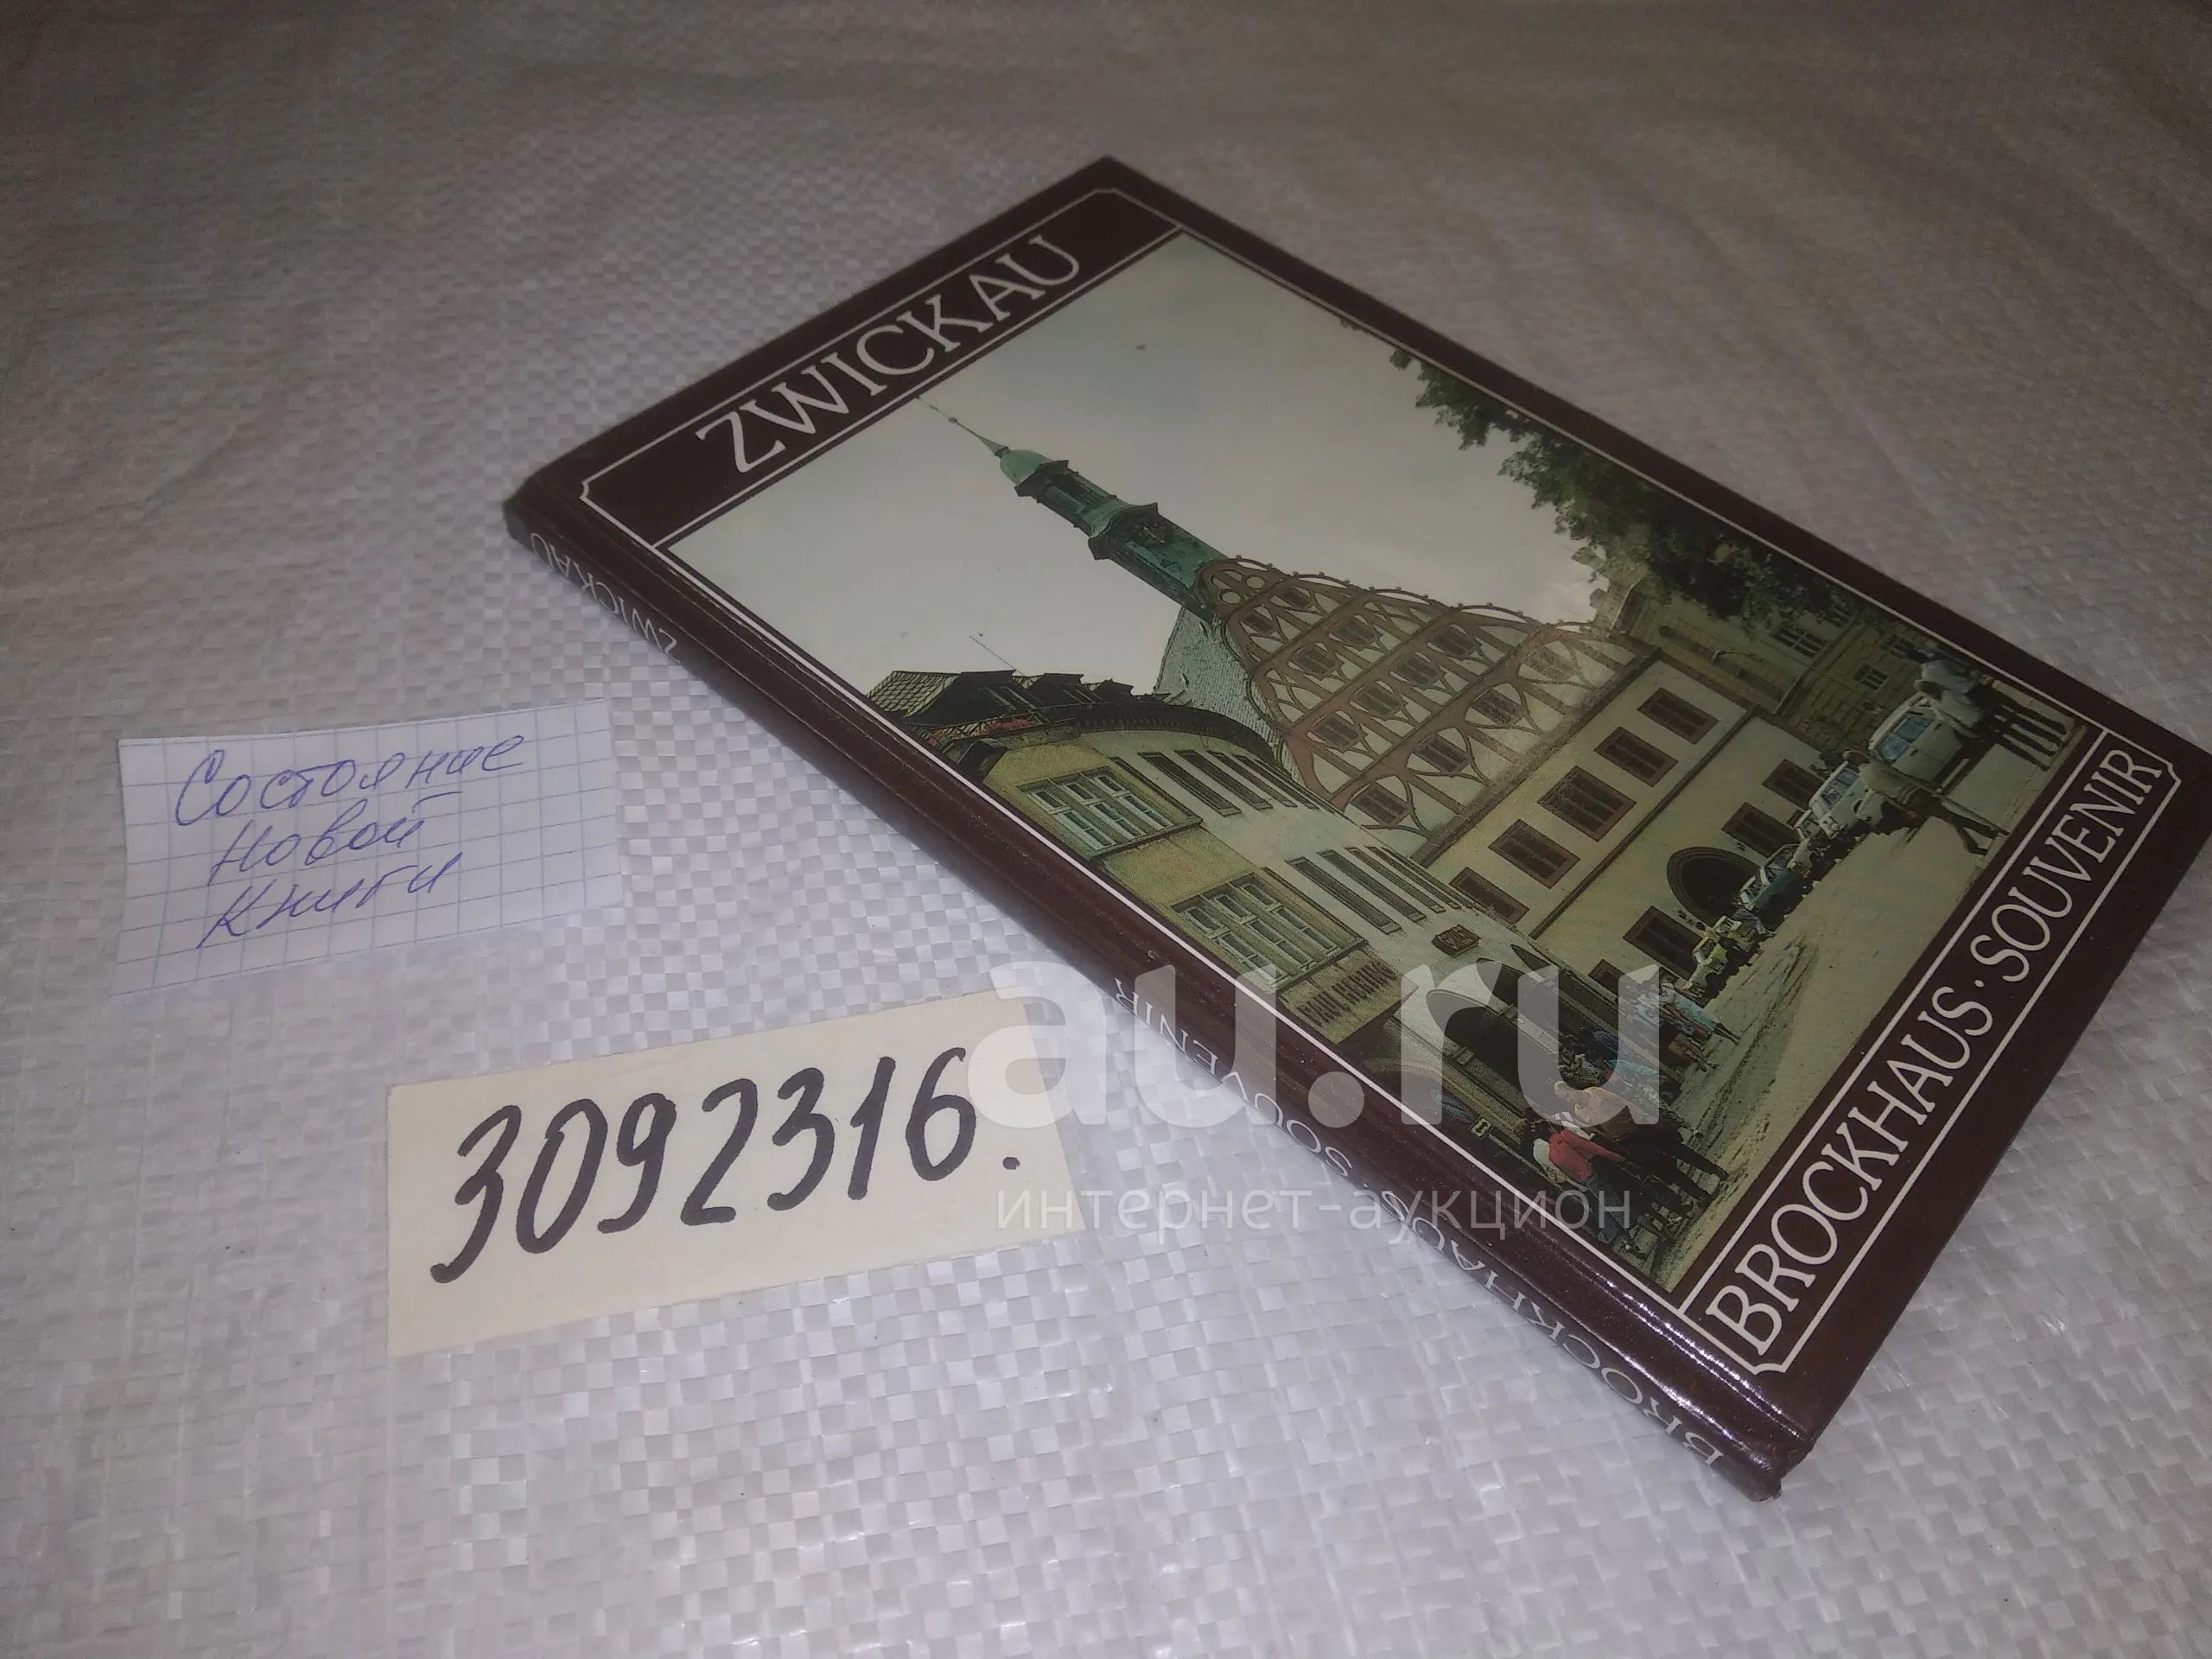 ZWICKAU
BROCKHAUS · SOUVENIR
ZWICKAU
BROCKHAUS · SOUVENIR
Состояние
новой
книги
3092316.
au.ru
интернет-аукцион